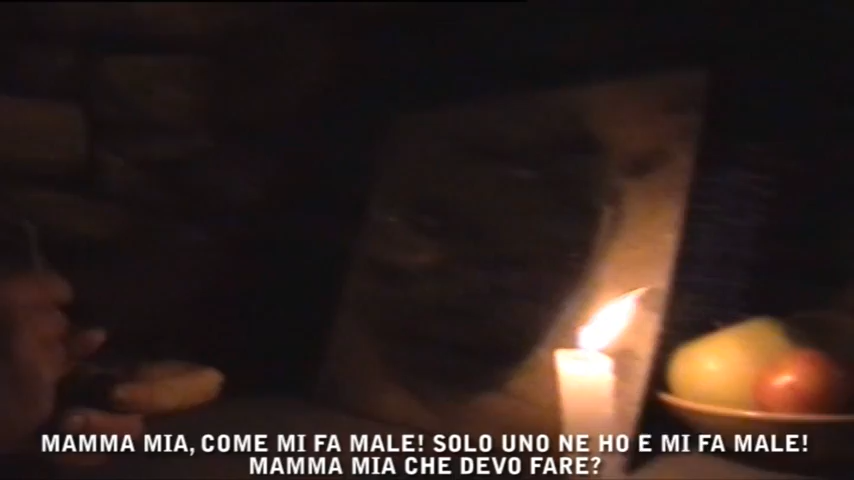 MAMMA MIA, COME MI FA MALE! SOLO UNO NE HO E MI FA MALE!
MAMMA MIA CHE DEVO FARE?